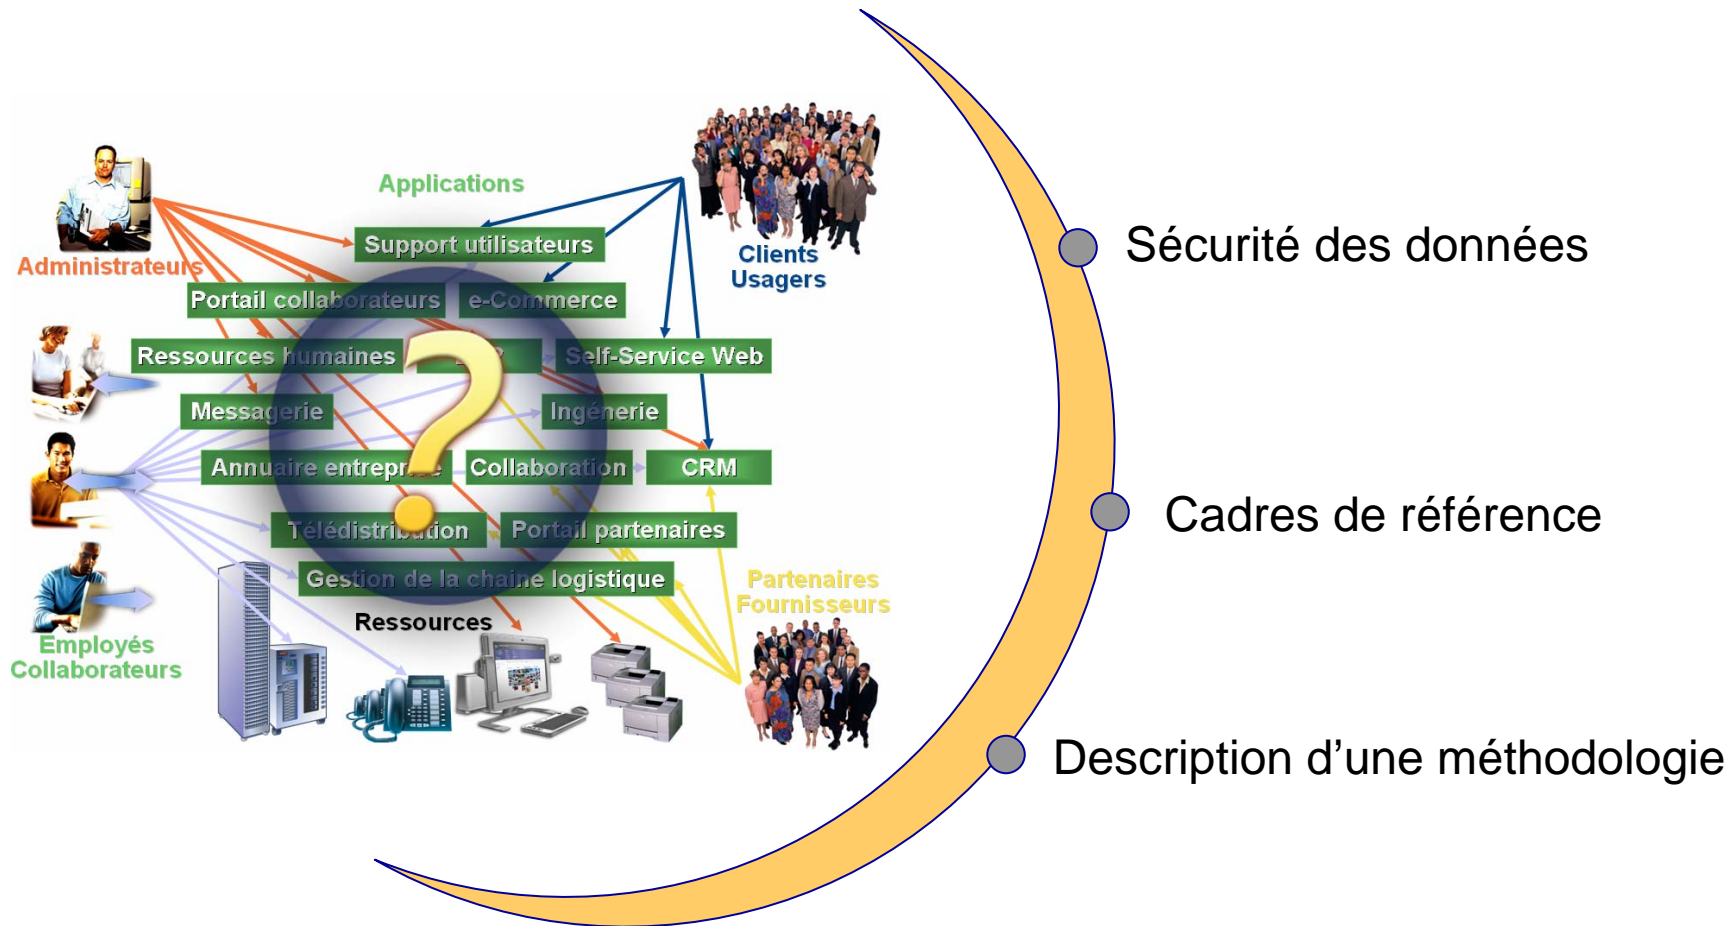 Applications
Administrateurs
Clients
Usagers
Support utilisateurs
Portail collaborateurs
e-Commerce
Ressources humaines
Self-Service Web
Messagerie
Ingénerie
Annuaire entreprise
Collaboration
CRM
Télédistribution
Portail partenaires
Gestion de la chaine logistique
Ressources
Employés
Collaborateurs
Partenaires
Fournisseurs
Sécurité des données
Cadres de référence
Description d’une méthodologie